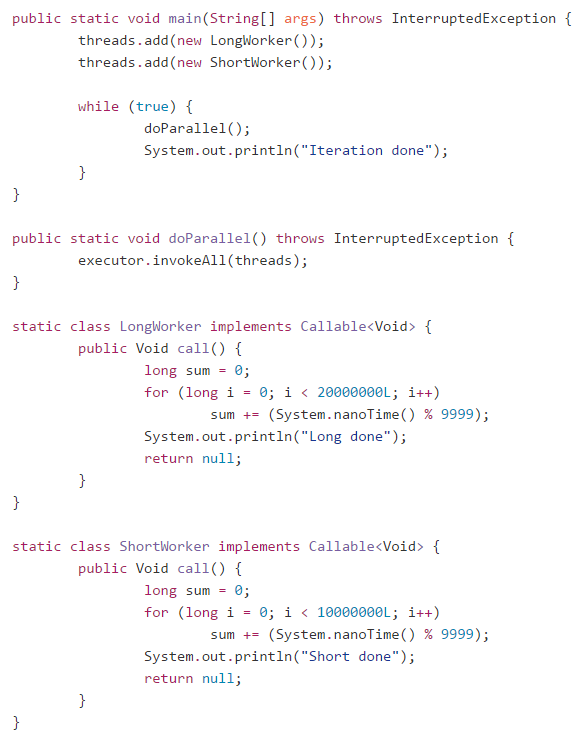 public static void main(String[] args) throws InterruptedException {
threads.add(new LongWorker());
threads.add(new ShortWorker());
while (true) {
doParallel();
System.out.println("Iteration done");
}
}
public static void doParallel() throws InterruptedException {
executor.invokeAll(threads);
}
static class LongWorker implements Callable<Void> {
public Void call() {
long sum = 0;
for (long i = 0; i < 20000000L; i++)
sum += (System.nanoTime() % 9999);
System.out.println("Long done");
return null;
}
}
static class ShortWorker implements Callable<Void> {
public Void call() {
long sum = 0;
for (long i = 0; i < 10000000L; i++)
sum += (System.nanoTime() % 9999);
System.out.println("Short done");
return null;
}
}